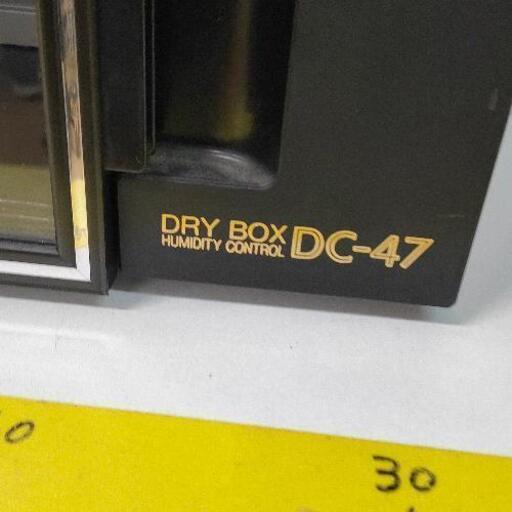 DRY BOX
HUMIDITY CONTROL DC-47
30